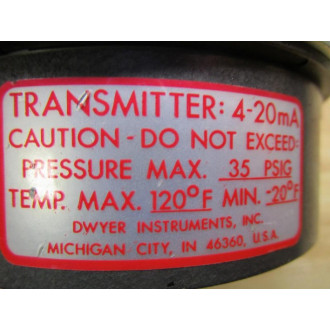 TRANSMITTER: 4-20mA
CAUTION - DO NOT EXCEED:
PRESSURE MAX. 35 PSIG
TEMP. MAX. 120°F MIN. -20°F
DWYER INSTRUMENTS, INC.
MICHIGAN CITY, IN 46360, U.S.A.